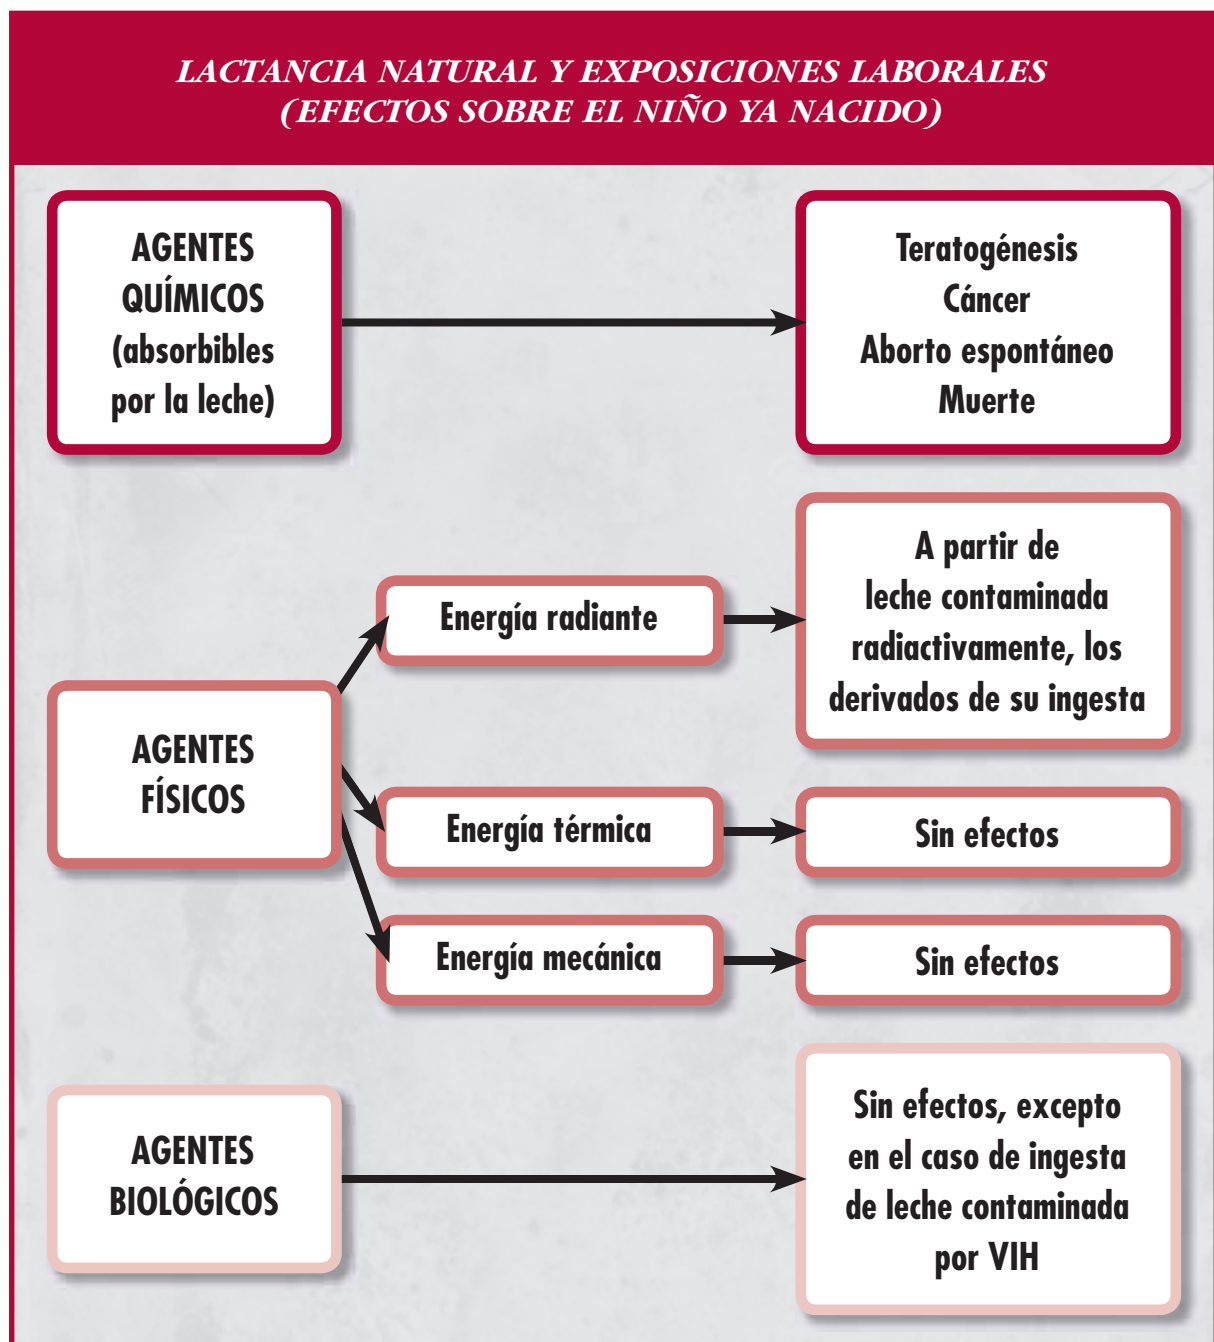 LACTANCIA NATURAL Y EXPOSICIONES LABORALES
(EFECTOS SOBRE EL NIÑO YA NACIDO)
AGENTES
QUÍMICOS
(absorbibles
por la leche)
Teratogénesis
Cáncer
Aborto espontáneo
Muerte
AGENTES
FÍSICOS
Energía radiante
A partir de
leche contaminada
radiactivamente, los
derivados de su ingesta
Energía térmica
Sin efectos
Energía mecánica
Sin efectos
AGENTES
BIOLÓGICOS
Sin efectos, excepto
en el caso de ingesta
de leche contaminada
por VIH